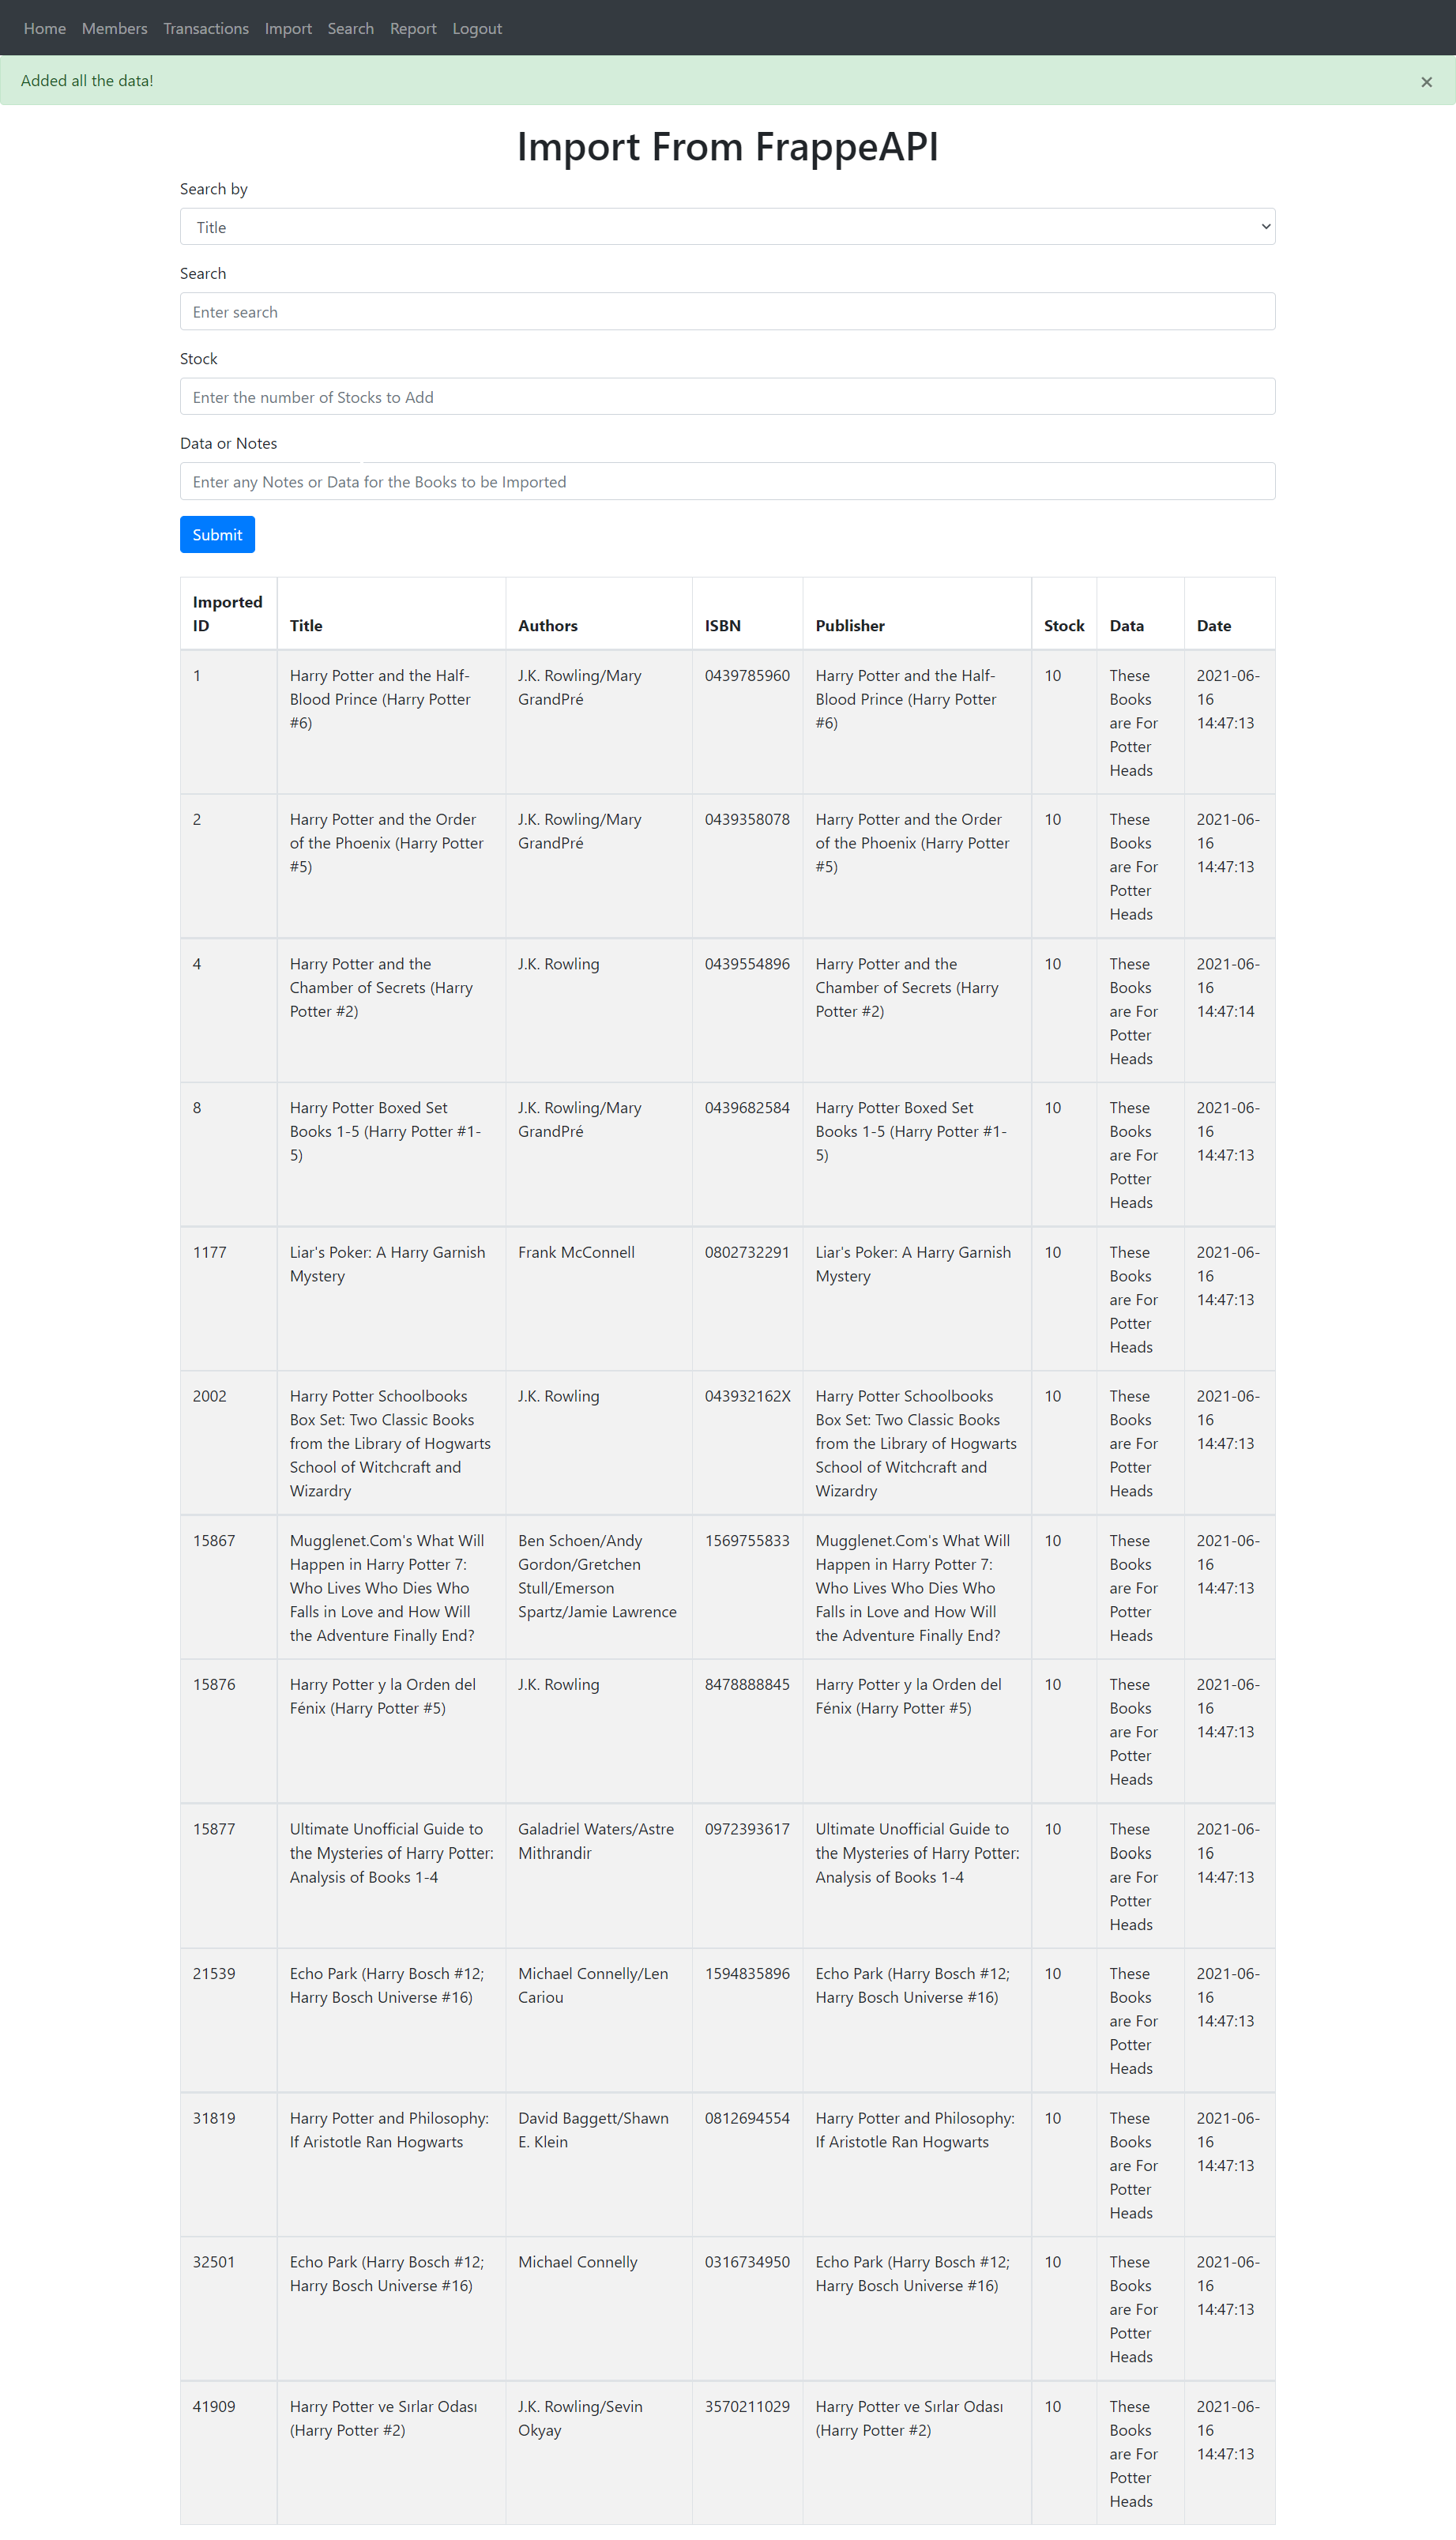 Home Members Transactions Import Search Report Logout
Added all the data! ×
Import From FrappeAPI
Search by
Title
Search
Enter search
Stock
Enter the number of Stocks to Add
Data or Notes
Enter any Notes or Data for the Books to be Imported
Submit
Imported
ID Title Authors ISBN Publisher Stock Data Date
1 Harry Potter and the Half- J.K. Rowling/Mary 0439785960 Harry Potter and the Half- 10 These 2021-06-
Blood Prince (Harry Potter GrandPré Blood Prince (Harry Potter Books 16
#6) #6) are For 14:47:13
Potter
Heads
2 Harry Potter and the Order J.K. Rowling/Mary 0439358078 Harry Potter and the Order 10 These 2021-06-
of the Phoenix (Harry Potter GrandPré of the Phoenix (Harry Potter Books 16
#5) #5) are For 14:47:13
Potter
Heads
4 Harry Potter and the J.K. Rowling 0439554896 Harry Potter and the 10 These 2021-06-
Chamber of Secrets (Harry Chamber of Secrets (Harry Books 16
Potter #2) Potter #2) are For 14:47:14
Potter
Heads
8 Harry Potter Boxed Set J.K. Rowling/Mary 0439682584 Harry Potter Boxed Set 10 These 2021-06-
Books 1-5 (Harry Potter #1- GrandPré Books 1-5 (Harry Potter #1- Books 16
5) 5) are For 14:47:13
Potter
Heads
1177 Liar's Poker: A Harry Garnish Frank McConnell 0802732291 Liar's Poker: A Harry Garnish 10 These 2021-06-
Mystery Mystery Books 16
are For 14:47:13
Potter
Heads
2002 Harry Potter Schoolbooks J.K. Rowling 043932162X Harry Potter Schoolbooks 10 These 2021-06-
Box Set: Two Classic Books Box Set: Two Classic Books Books 16
from the Library of Hogwarts from the Library of Hogwarts are For 14:47:13
School of Witchcraft and School of Witchcraft and Potter
Wizardry Wizardry Heads
15867 Mugglenet.Com's What Will Ben Schoen/Andy 1569755833 Mugglenet.Com's What Will 10 These 2021-06-
Happen in Harry Potter 7: Gordon/Gretchen Happen in Harry Potter 7: Books 16
Who Lives Who Dies Who Stull/Emerson Who Lives Who Dies Who are For 14:47:13
Falls in Love and How Will Spartz/Jamie Lawrence Falls in Love and How Will Potter
the Adventure Finally End? the Adventure Finally End? Heads
15876 Harry Potter y la Orden del J.K. Rowling 8478888845 Harry Potter y la Orden del 10 These 2021-06-
Fénix (Harry Potter #5) Fénix (Harry Potter #5) Books 16
are For 14:47:13
Potter
Heads
15877 Ultimate Unofficial Guide to Galadriel Waters/Astre 0972393617 Ultimate Unofficial Guide to 10 These 2021-06-
the Mysteries of Harry Potter: Mithrandir the Mysteries of Harry Potter: Books 16
Analysis of Books 1-4 Analysis of Books 1-4 are For 14:47:13
Potter
Heads
21539 Echo Park (Harry Bosch #12; Michael Connelly/Len 1594835896 Echo Park (Harry Bosch #12; 10 These 2021-06-
Harry Bosch Universe #16) Cariou Harry Bosch Universe #16) Books 16
are For 14:47:13
Potter
Heads
31819 Harry Potter and Philosophy: David Baggett/Shawn 0812694554 Harry Potter and Philosophy: 10 These 2021-06-
If Aristotle Ran Hogwarts E. Klein If Aristotle Ran Hogwarts Books 16
are For 14:47:13
Potter
Heads
32501 Echo Park (Harry Bosch #12; Michael Connelly 0316734950 Echo Park (Harry Bosch #12; 10 These 2021-06-
Harry Bosch Universe #16) Harry Bosch Universe #16) Books 16
are For 14:47:13
Potter
Heads
41909 Harry Potter ve Sırlar Odası J.K. Rowling/Sevin 3570211029 Harry Potter ve Sırlar Odası 10 These 2021-06-
(Harry Potter #2) Okyay (Harry Potter #2) Books 16
are For 14:47:13
Potter
Heads